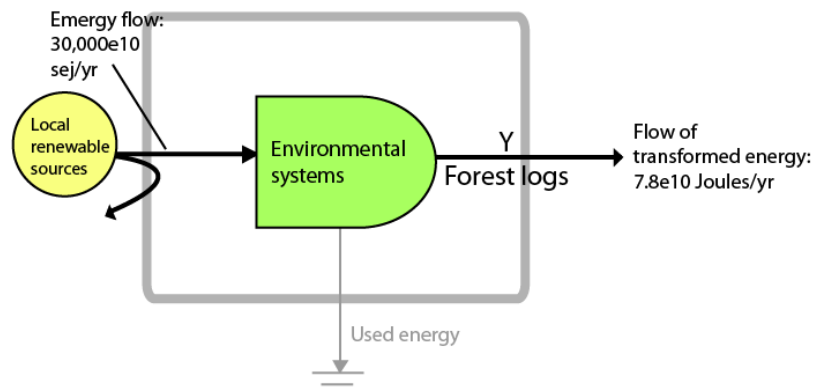 Emergy flow:
30,000e10
sej/yr
Local
renewable
sources
Environmental
systems
Y
Forest logs
Flow of
transformed energy:
7.8e10 Joules/yr
Used energy